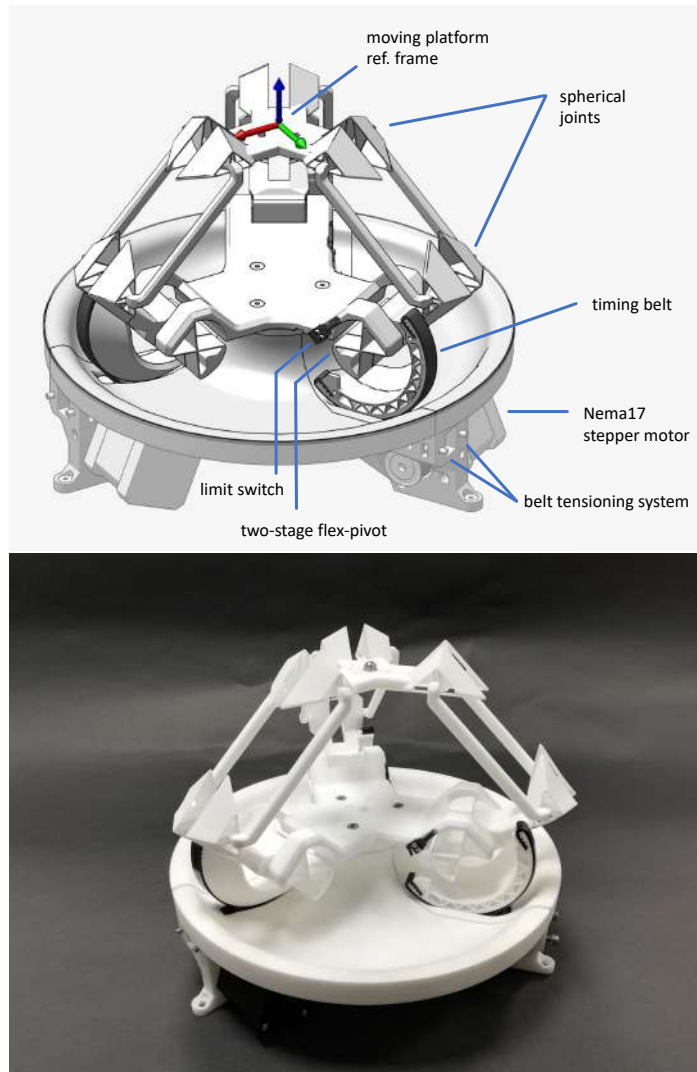 moving platform
ref. frame
spherical
joints
timing belt
Nema17
stepper motor
limit switch
belt tensioning system
two-stage flex-pivot